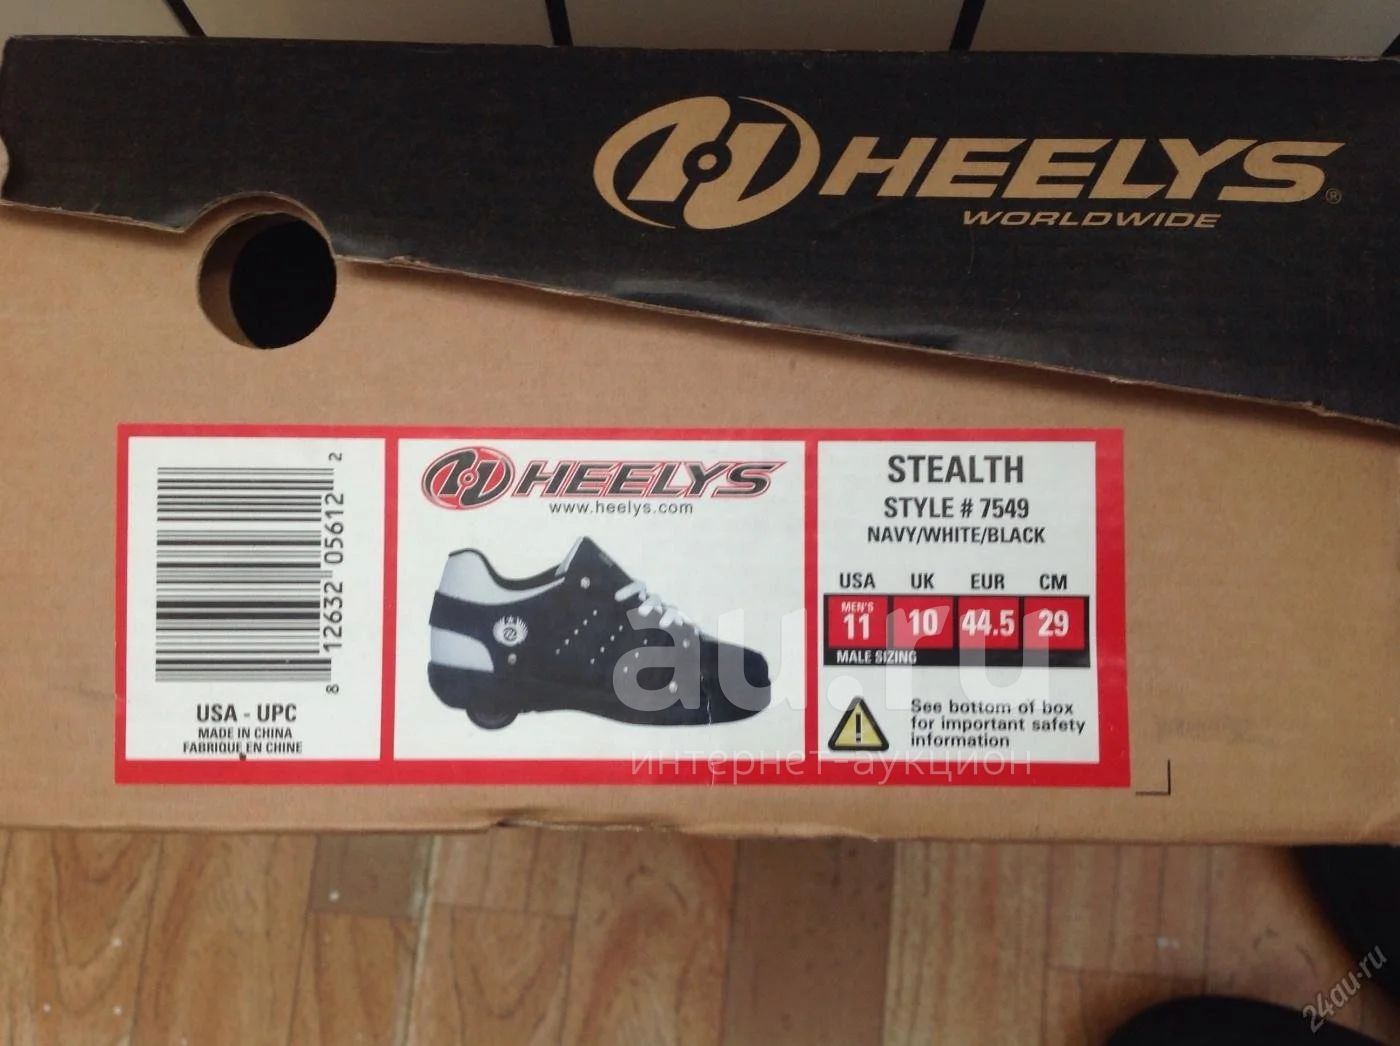 HEELYS®
WORLDWIDE
8 12632 05612 2
USA - UPC
MADE IN CHINA
FABRIQUE EN CHINE
HEELYS
www.heelys.com
STEALTH
STYLE # 7549
NAVY/WHITE/BLACK
USA UK EUR CM
MEN'S
11 10 44.5 29
MALE SIZING
See bottom of box
for important safety
information
au.ru
интернет-аукцион
24au.ru